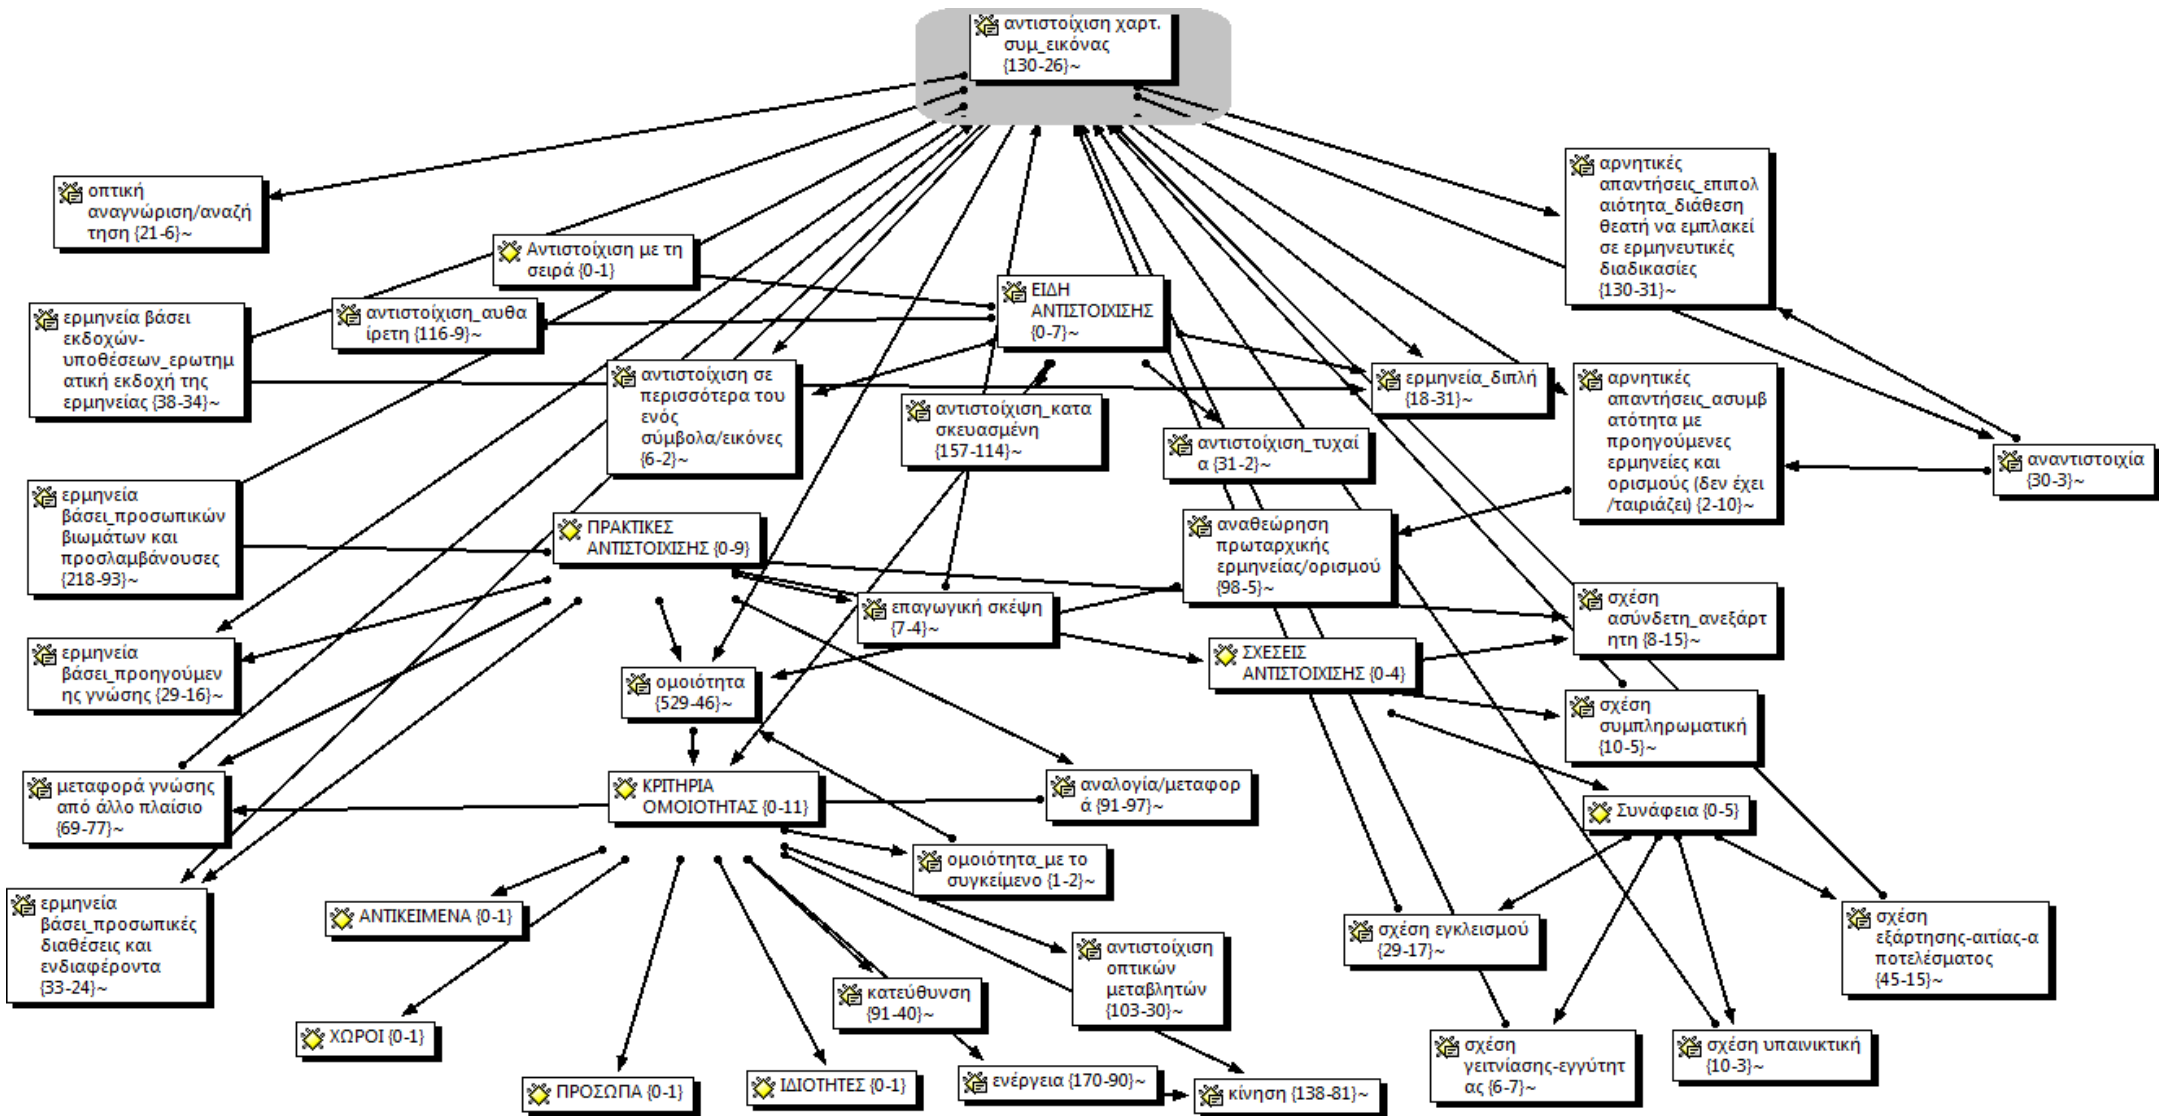 αντιστοίχιση χαρτ.
συμ_εικόνας
{130-26}~
οπτική
αναγνώριση/αναζή
τηση {21-6}~
αρνητικές
απαντήσεις_επιπολ
αιότητα_διάθεση
θεατή να εμπλακεί
σε ερμηνευτικές
διαδικασίες
{130-31}~
Αντιστοίχιση με τη
σειρά {0-1}
ΕΙΔΗ
ΑΝΤΙΣΤΟΙΧΙΣΗΣ
{0-7}~
ερμηνεία βάσει
εκδοχών-
υποθέσεων_ερωτημ
ατική εκδοχή της
ερμηνείας {38-34}~
αντιστοίχιση_αυθα
ίρετη {116-9}~
αντιστοίχιση σε
περισσότερα του
ενός
σύμβολα/εικόνες
{6-2}~
ερμηνεία_διπλή
{18-31}~
αρνητικές
απαντήσεις_ασυμβ
ατότητα με
προηγούμενες
ερμηνείες και
ορισμούς (δεν έχει
/ταιριάζει) {2-10}~
αντιστοίχιση_κατα
σκευασμένη
{157-114}~
αντιστοίχιση_τυχαί
α {31-2}~
αναντιστοιχία
{30-3}~
ερμηνεία
βάσει_προσωπικών
βιωμάτων και
προσλαμβάνουσες
{218-93}~
ΠΡΑΚΤΙΚΕΣ
ΑΝΤΙΣΤΟΙΧΙΣΗΣ {0-9}
αναθεώρηση
πρωταρχικής
ερμηνείας/ορισμού
{98-5}~
επαγωγική σκέψη
{7-4}~
σχέση
ασύνδετη_ανεξάρτ
ητη {8-15}~
ερμηνεία
βάσει_προηγούμεν
ης γνώσης {29-16}~
ΣΧΕΣΕΙΣ
ΑΝΤΙΣΤΟΙΧΙΣΗΣ {0-4}
ομοιότητα
{529-46}~
σχέση
συμπληρωματική
{10-5}~
μεταφορά γνώσης
από άλλο πλαίσιο
{69-77}~
ΚΡΙΤΗΡΙΑ
ΟΜΟΙΟΤΗΤΑΣ {0-11}
αναλογία/μεταφορ
ά {91-97}~
Συνάφεια {0-5}
ομοιότητα_με το
συγκείμενο {1-2}~
ερμηνεία
βάσει_προσωπικές
διαθέσεις και
ενδιαφέροντα
{33-24}~
ΑΝΤΙΚΕΙΜΕΝΑ {0-1}
σχέση εγκλεισμού
{29-17}~
σχέση
εξάρτησης-αιτίας-α
ποτελέσματος
{45-15}~
αντιστοίχιση
οπτικών
μεταβλητών
{103-30}~
κατεύθυνση
{91-40}~
ΧΩΡΟΙ {0-1}
σχέση
γειτνίασης-εγγύτητ
ας {6-7}~
σχέση υπαινικτική
{10-3}~
ΠΡΟΣΩΠΑ {0-1}
ΙΔΙΟΤΗΤΕΣ {0-1}
ενέργεια {170-90}~
κίνηση {138-81}~